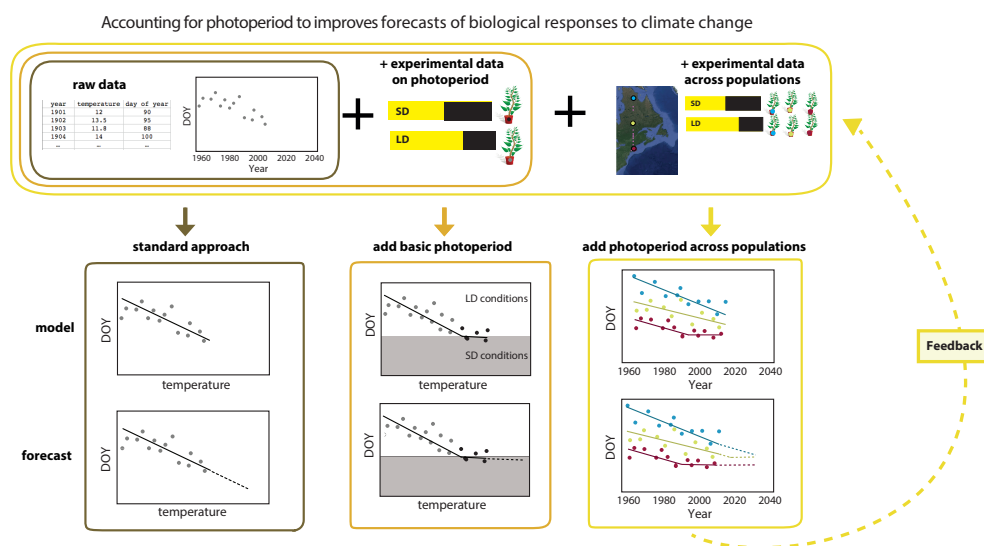 Accounting for photoperiod to improves forecasts of biological responses to climate change
raw data
year temperature day of year
1901 12 90
1902 13.5 95
1903 11.8 88
1904 14 100
… … …
DOY
1960 1980 2000 2020 2040
Year
+
+ experimental data
on photoperiod
SD
LD
+
+ experimental data
across populations
SD
LD
standard approach
add basic photoperiod
add photoperiod across populations
model
DOY
temperature
DOY
LD conditions
SD conditions
temperature
DOY
1960 1980 2000 2020 2040
Year
Feedback
forecast
DOY
temperature
DOY
temperature
DOY
1960 1980 2000 2020 2040
Year